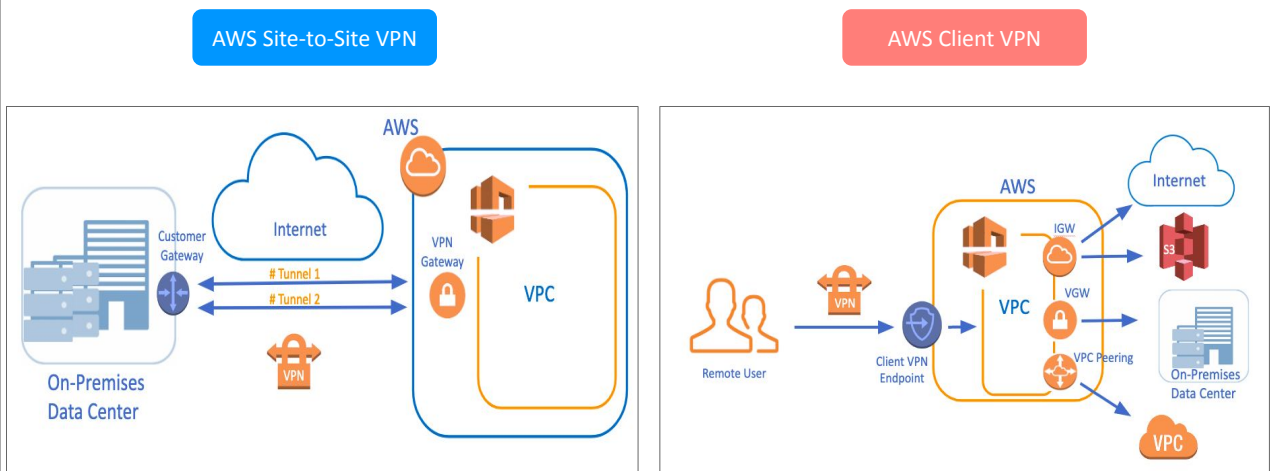 AWS Site-to-Site VPN
AWS Client VPN
AWS
Internet
Customer
Gateway
VPN
Gateway
# Tunnel 1
# Tunnel 2
VPC
VPN
On-Premises
Data Center
AWS
Internet
IGW
S3
VPN
VGW
VPC
Remote User
Client VPN
Endpoint
VPC Peering
On-Premises
Data Center
VPC